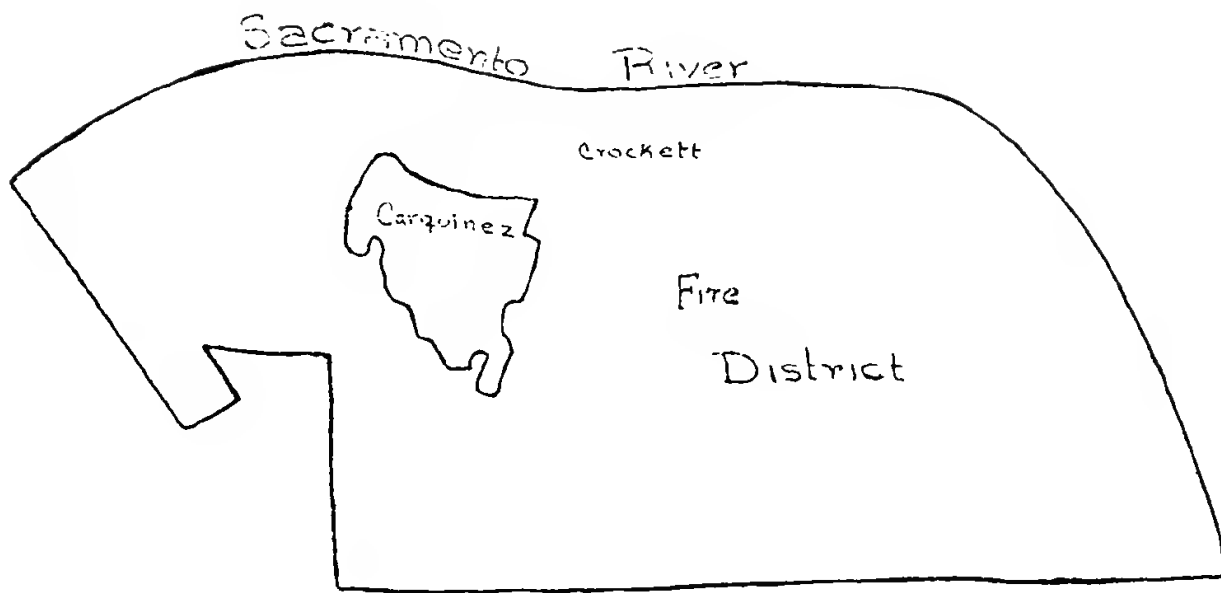 Sacramento River
Crockett
Carquinez
Fire
District